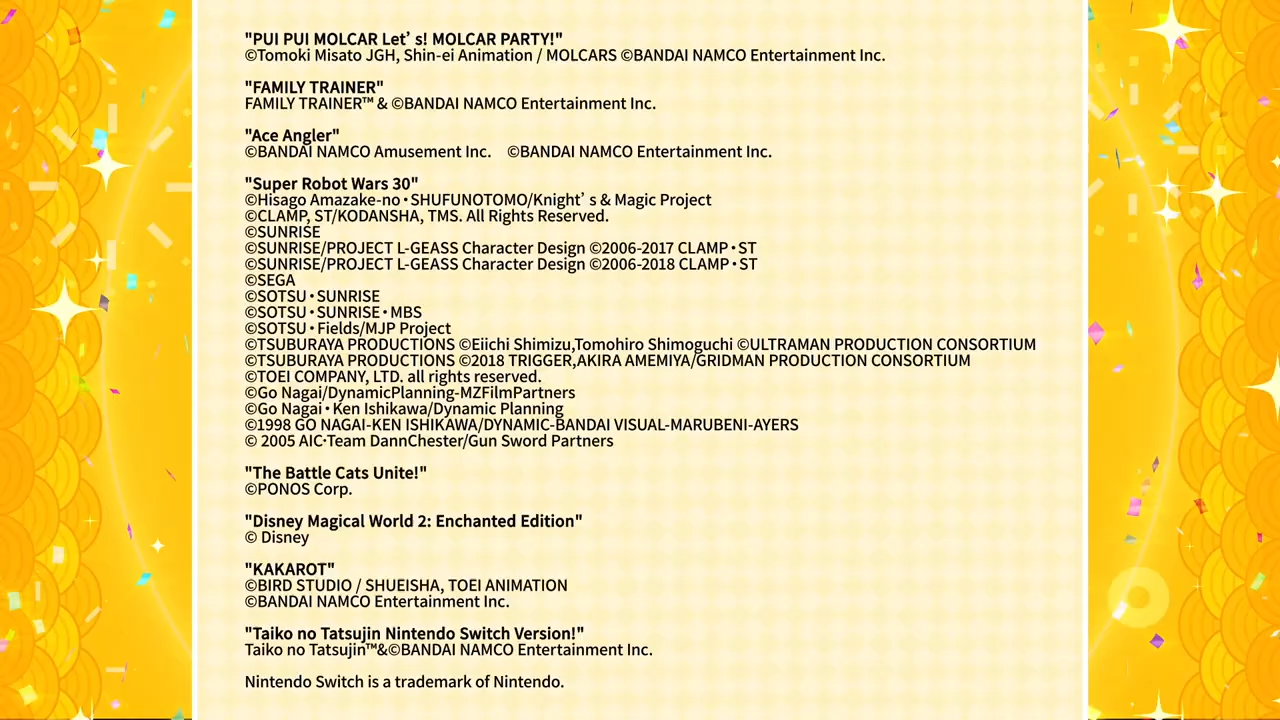 "PUI PUI MOLCAR Let’s! MOLCAR PARTY!"
©Tomoki Misato JGH, Shin-ei Animation / MOLCARS ©BANDAI NAMCO Entertainment Inc.
"FAMILY TRAINER"
FAMILY TRAINER™ & ©BANDAI NAMCO Entertainment Inc.
"Ace Angler"
©BANDAI NAMCO Amusement Inc. ©BANDAI NAMCO Entertainment Inc.
"Super Robot Wars 30"
©Hisago Amazake-no・SHUFUNOTOMO/Knight’s & Magic Project
©CLAMP, ST/KODANSHA, TMS. All Rights Reserved.
©SUNRISE
©SUNRISE/PROJECT L-GEASS Character Design ©2006-2017 CLAMP・ST
©SUNRISE/PROJECT L-GEASS Character Design ©2006-2018 CLAMP・ST
©SEGA
©SOTSU・SUNRISE
©SOTSU・SUNRISE・MBS
©SOTSU・Fields/MJP Project
©TSUBURAYA PRODUCTIONS ©Eiichi Shimizu,Tomohiro Shimoguchi ©ULTRAMAN PRODUCTION CONSORTIUM
©TSUBURAYA PRODUCTIONS ©2018 TRIGGER,AKIRA AMEMIYA/GRIDMAN PRODUCTION CONSORTIUM
©TOEI COMPANY, LTD. all rights reserved.
©Go Nagai/DynamicPlanning-MZFilmPartners
©Go Nagai・Ken Ishikawa/Dynamic Planning
©1998 GO NAGAI-KEN ISHIKAWA/DYNAMIC-BANDAI VISUAL-MARUBENI-AYERS
© 2005 AIC·Team DannChester/Gun Sword Partners
"The Battle Cats Unite!"
©PONOS Corp.
"Disney Magical World 2: Enchanted Edition"
© Disney
"KAKAROT"
©BIRD STUDIO / SHUEISHA, TOEI ANIMATION
©BANDAI NAMCO Entertainment Inc.
"Taiko no Tatsujin Nintendo Switch Version!"
Taiko no Tatsujin™&©BANDAI NAMCO Entertainment Inc.
Nintendo Switch is a trademark of Nintendo.